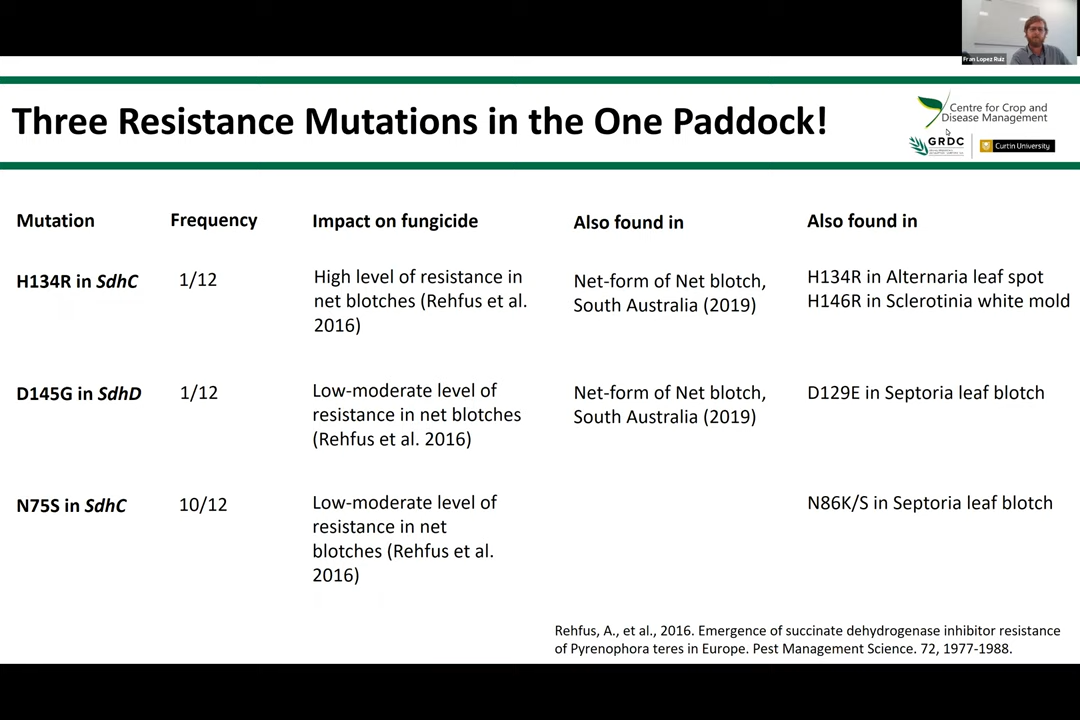 Fran Lopez Ruiz
Three Resistance Mutations in the One Paddock!
Centre for Crop and
Disease Management
GRDC
Curtin University
Mutation
Frequency
Impact on fungicide
Also found in
Also found in
H134R in SdhC
1/12
High level of resistance in
net blotches (Rehfus et al.
2016)
Net-form of Net blotch,
South Australia (2019)
H134R in Alternaria leaf spot
H146R in Sclerotinia white mold
D145G in SdhD
1/12
Low-moderate level of
resistance in net blotches
(Rehfus et al. 2016)
Net-form of Net blotch,
South Australia (2019)
D129E in Septoria leaf blotch
N75S in SdhC
10/12
Low-moderate level of
resistance in net
blotches (Rehfus et al.
2016)
N86K/S in Septoria leaf blotch
Rehfus, A., et al., 2016. Emergence of succinate dehydrogenase inhibitor resistance
of Pyrenophora teres in Europe. Pest Management Science. 72, 1977-1988.